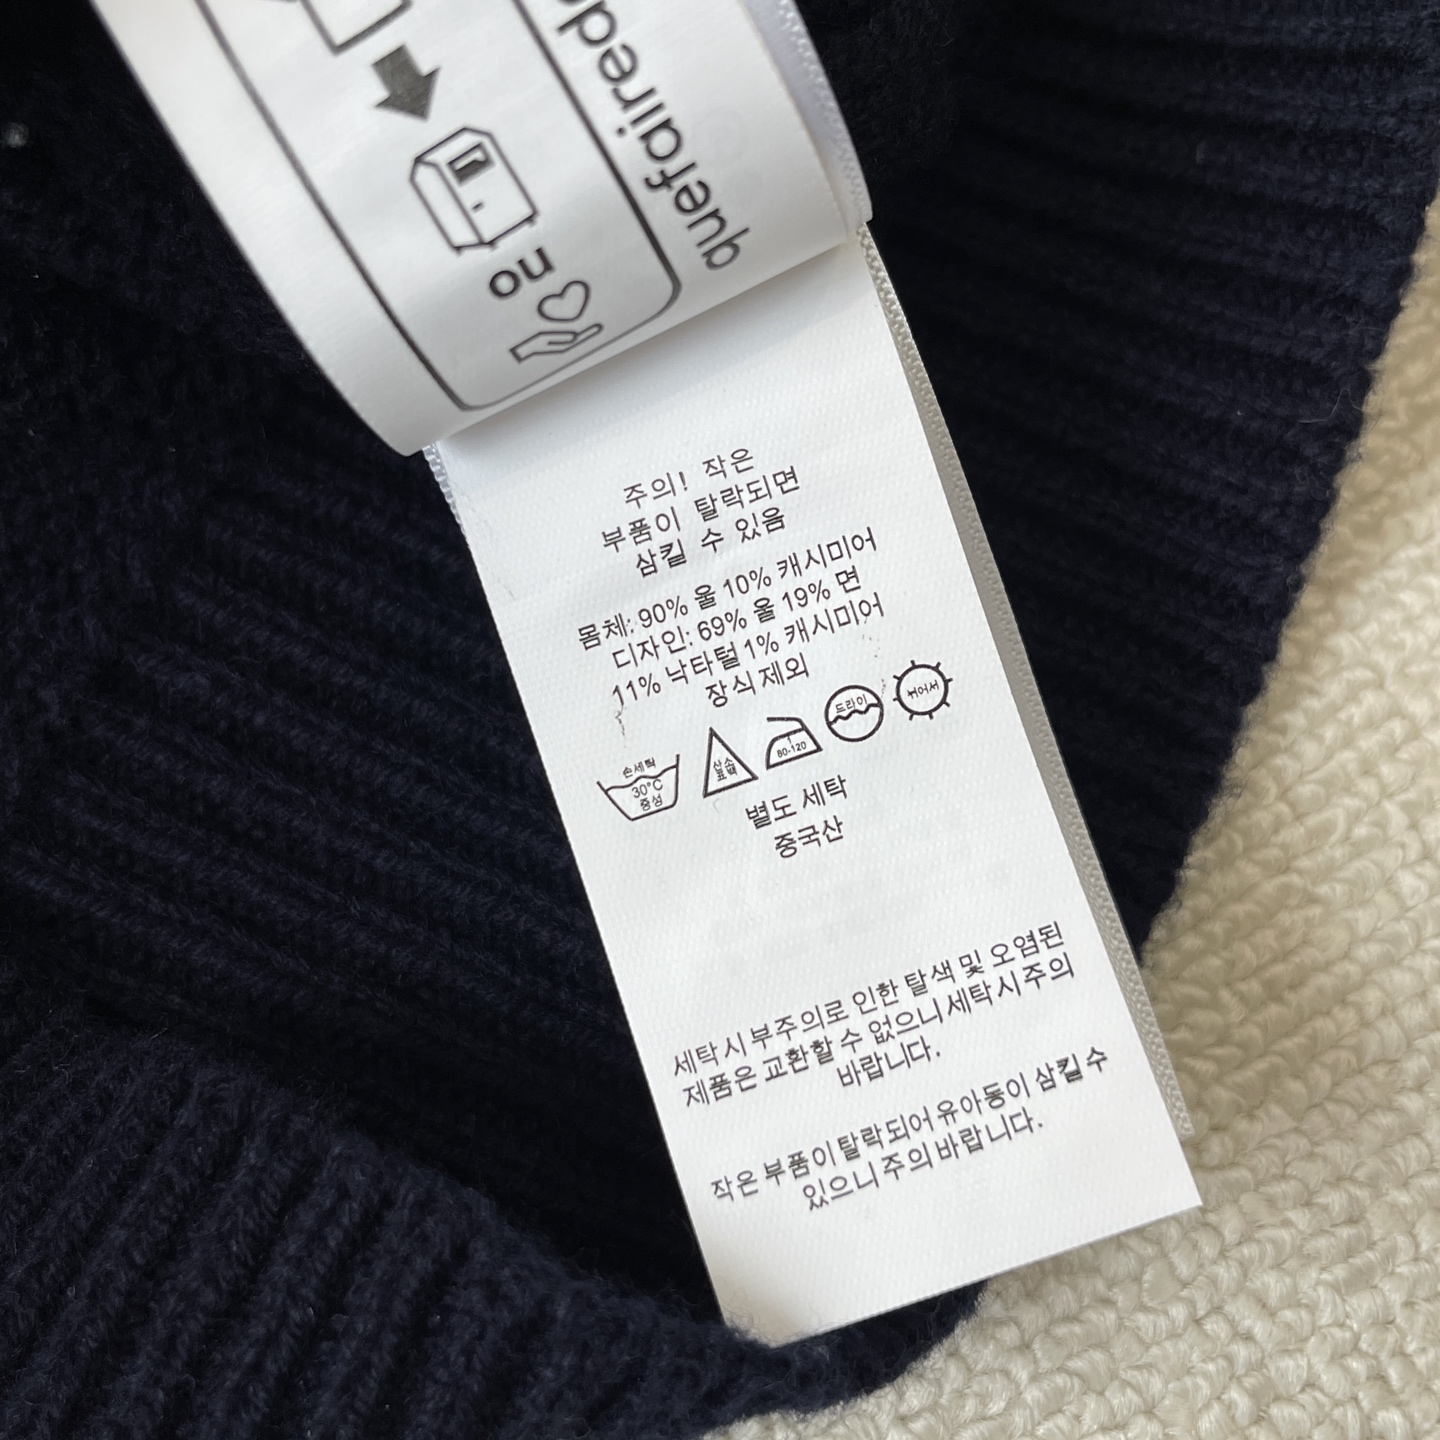 quefaired
ou
주의! 작은
부품이 탈락되면
삼킬 수 있음
몸체: 90% 울 10% 캐시미어
디자인: 69% 울 19% 면
11% 낙타털 1% 캐시미어
장식 제외
손세탁
30°C
중성
산소
표백
80-120
드라이
뉘어서
별도 세탁
중국산
세탁 시 부주의로 인한 탈색 및 오염된
제품은 교환할 수 없으니 세탁 시 주의
바랍니다.
작은 부품이 탈락되어 유아동이 삼킬 수
있으니 주의 바랍니다.